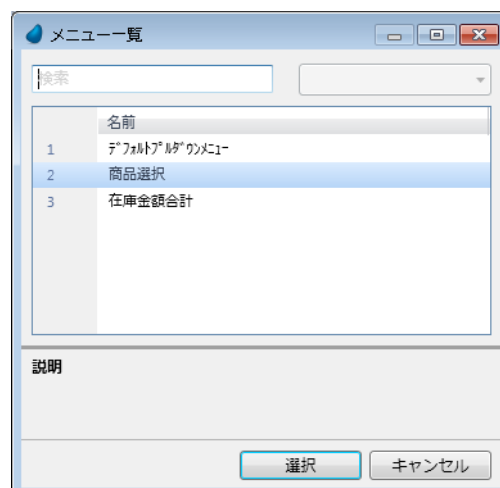 メニュー一覧
検索
名前
1 ﾃﾞﾌｫﾙﾄﾌﾟﾙﾀﾞｳﾝﾒﾆｭｰ
2 商品選択
3 在庫金額合計
説明
選択 キャンセル